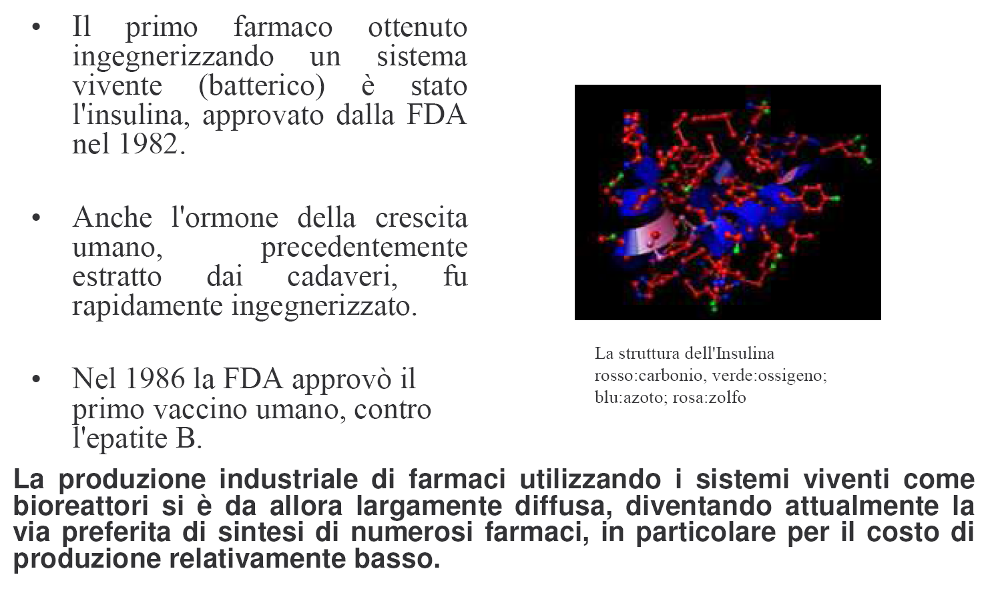 • Il primo farmaco ottenuto
ingegnerizzando un sistema
vivente (batterico) è stato
l'insulina, approvato dalla FDA
nel 1982.
• Anche l'ormone della crescita
umano, precedentemente
estratto dai cadaveri, fu
rapidamente ingegnerizzato.
• Nel 1986 la FDA approvò il
primo vaccino umano, contro
l'epatite B.
La struttura dell'Insulina
rosso:carbonio, verde:ossigeno;
blu:azoto; rosa:zolfo
La produzione industriale di farmaci utilizzando i sistemi viventi come
bioreattori si è da allora largamente diffusa, diventando attualmente la
via preferita di sintesi di numerosi farmaci, in particolare per il costo di
produzione relativamente basso.